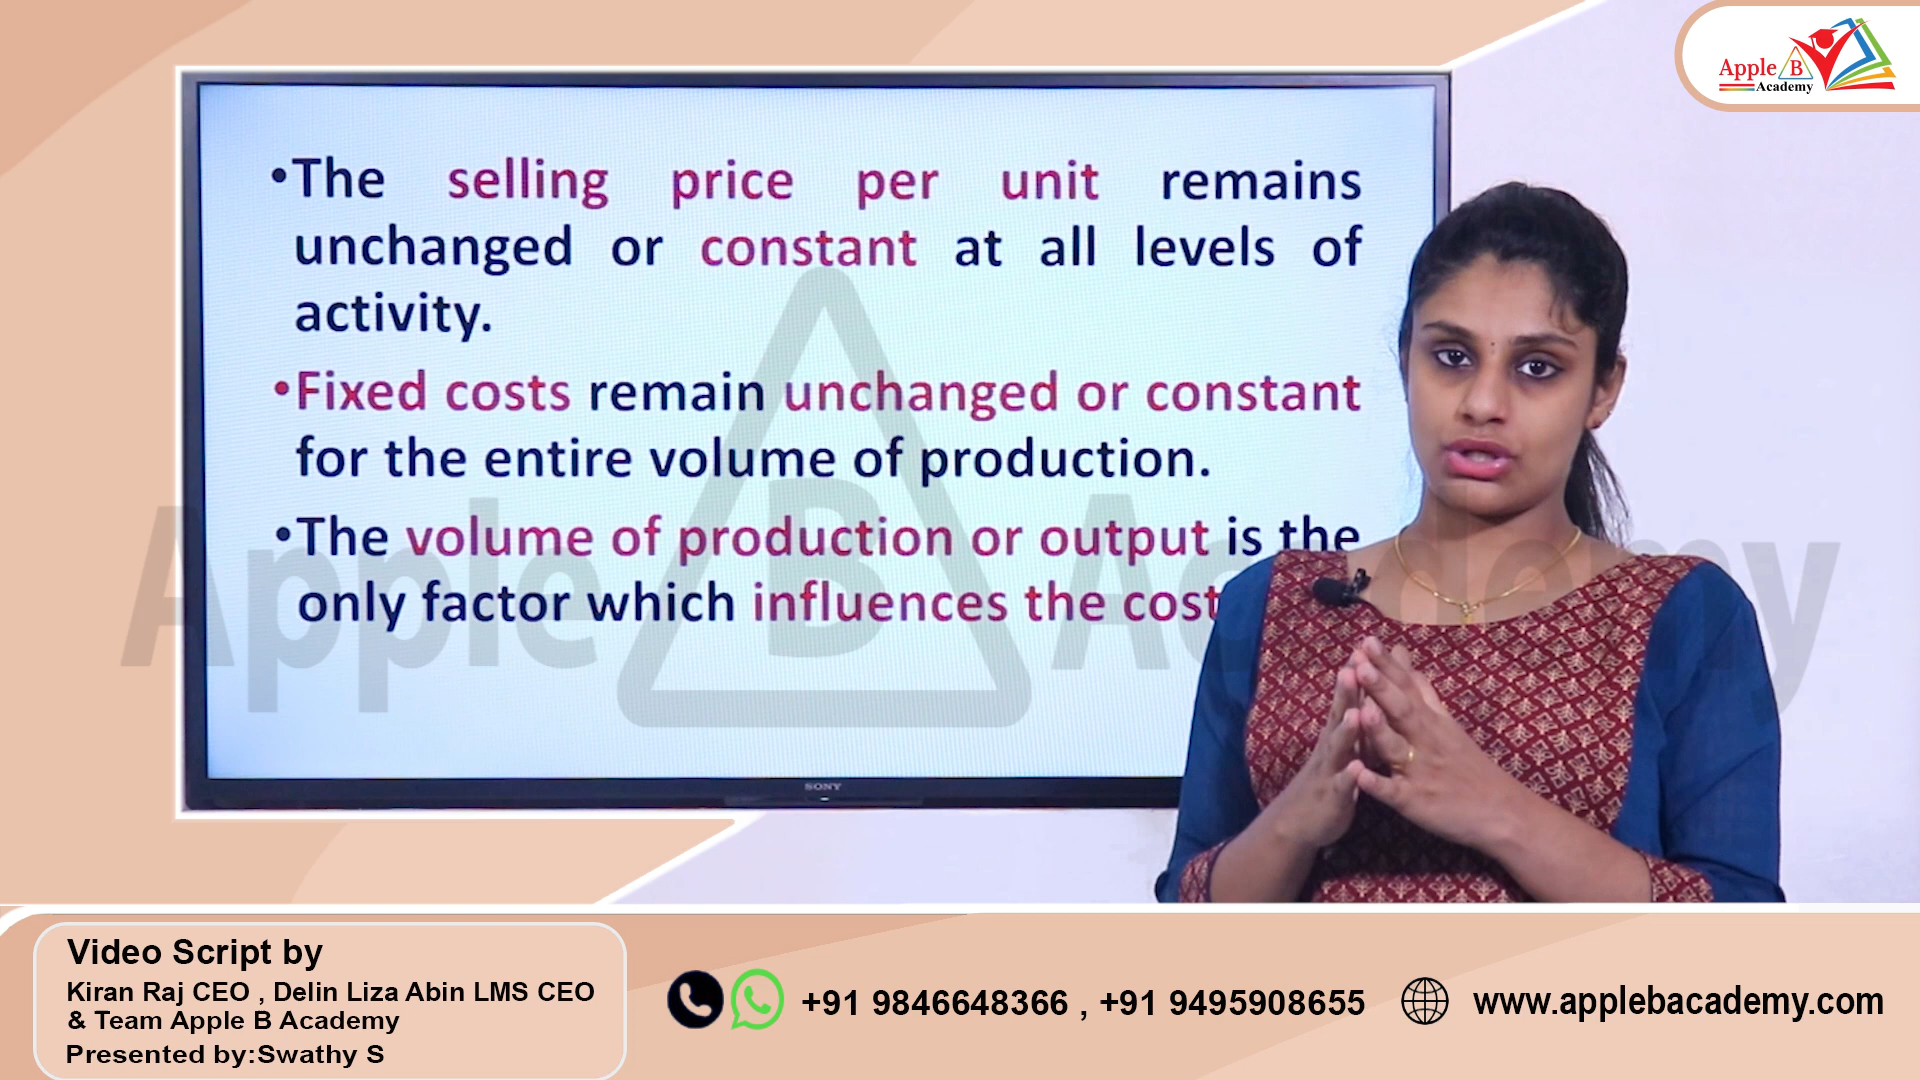 Apple B
Academy
•The selling price per unit remains
unchanged or constant at all levels of
activity.
•Fixed costs remain unchanged or constant
for the entire volume of production.
•The volume of production or output is the
only factor which influences the cost
Apple B Academy
SONY
Video Script by
Kiran Raj CEO , Delin Liza Abin LMS CEO
& Team Apple B Academy
Presented by:Swathy S
+91 9846648366 , +91 9495908655
www.applebacademy.com